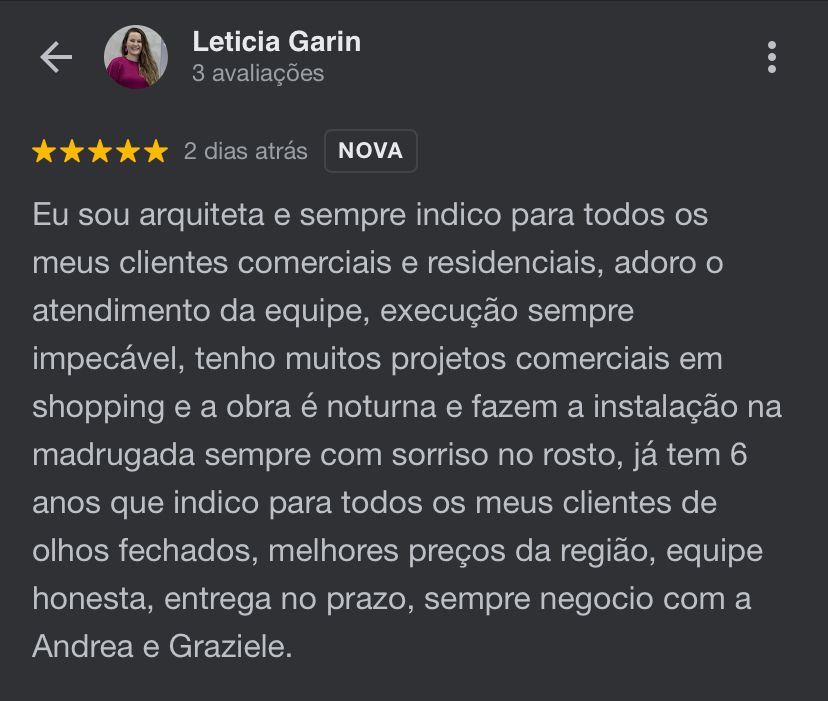 Leticia Garin
3 avaliações
2 dias atrás NOVA
Eu sou arquiteta e sempre indico para todos os
meus clientes comerciais e residenciais, adoro o
atendimento da equipe, execução sempre
impecável, tenho muitos projetos comerciais em
shopping e a obra é noturna e fazem a instalação na
madrugada sempre com sorriso no rosto, já tem 6
anos que indico para todos os meus clientes de
olhos fechados, melhores preços da região, equipe
honesta, entrega no prazo, sempre negocio com a
Andrea e Graziele.